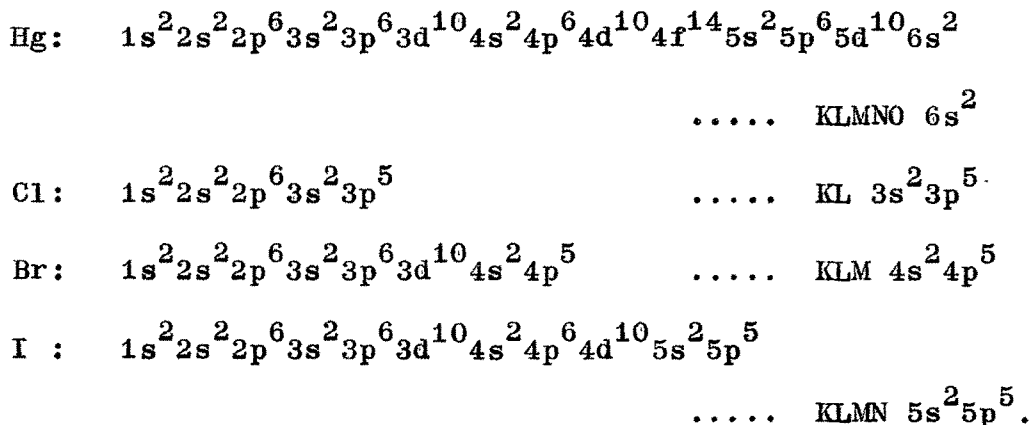 Hg: 1s²2s²2p⁶3s²3p⁶3d¹⁰4s²4p⁶4d¹⁰4f¹⁴5s²5p⁶5d¹⁰6s²
..... KLMNO 6s²
Cl: 1s²2s²2p⁶3s²3p⁵ ..... KL 3s²3p⁵
Br: 1s²2s²2p⁶3s²3p⁶3d¹⁰4s²4p⁵ ..... KLM 4s²4p⁵
I : 1s²2s²2p⁶3s²3p⁶3d¹⁰4s²4p⁶4d¹⁰5s²5p⁵
..... KLMN 5s²5p⁵.